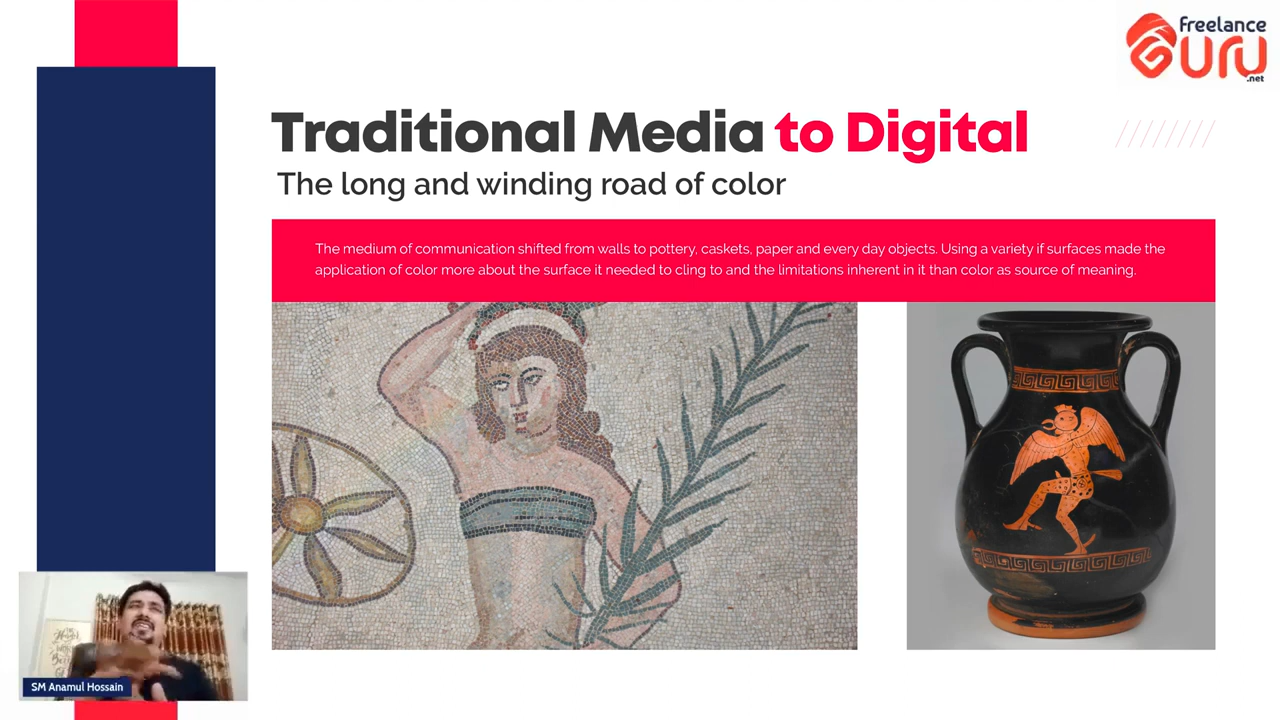 freelance
Guru
.net
Traditional Media to Digital
The long and winding road of color
The medium of communication shifted from walls to pottery, caskets, paper and every day objects. Using a variety if surfaces made the
application of color more about the surface it needed to cling to and the limitations inherent in it than color as source of meaning.
SM Anamul Hossain